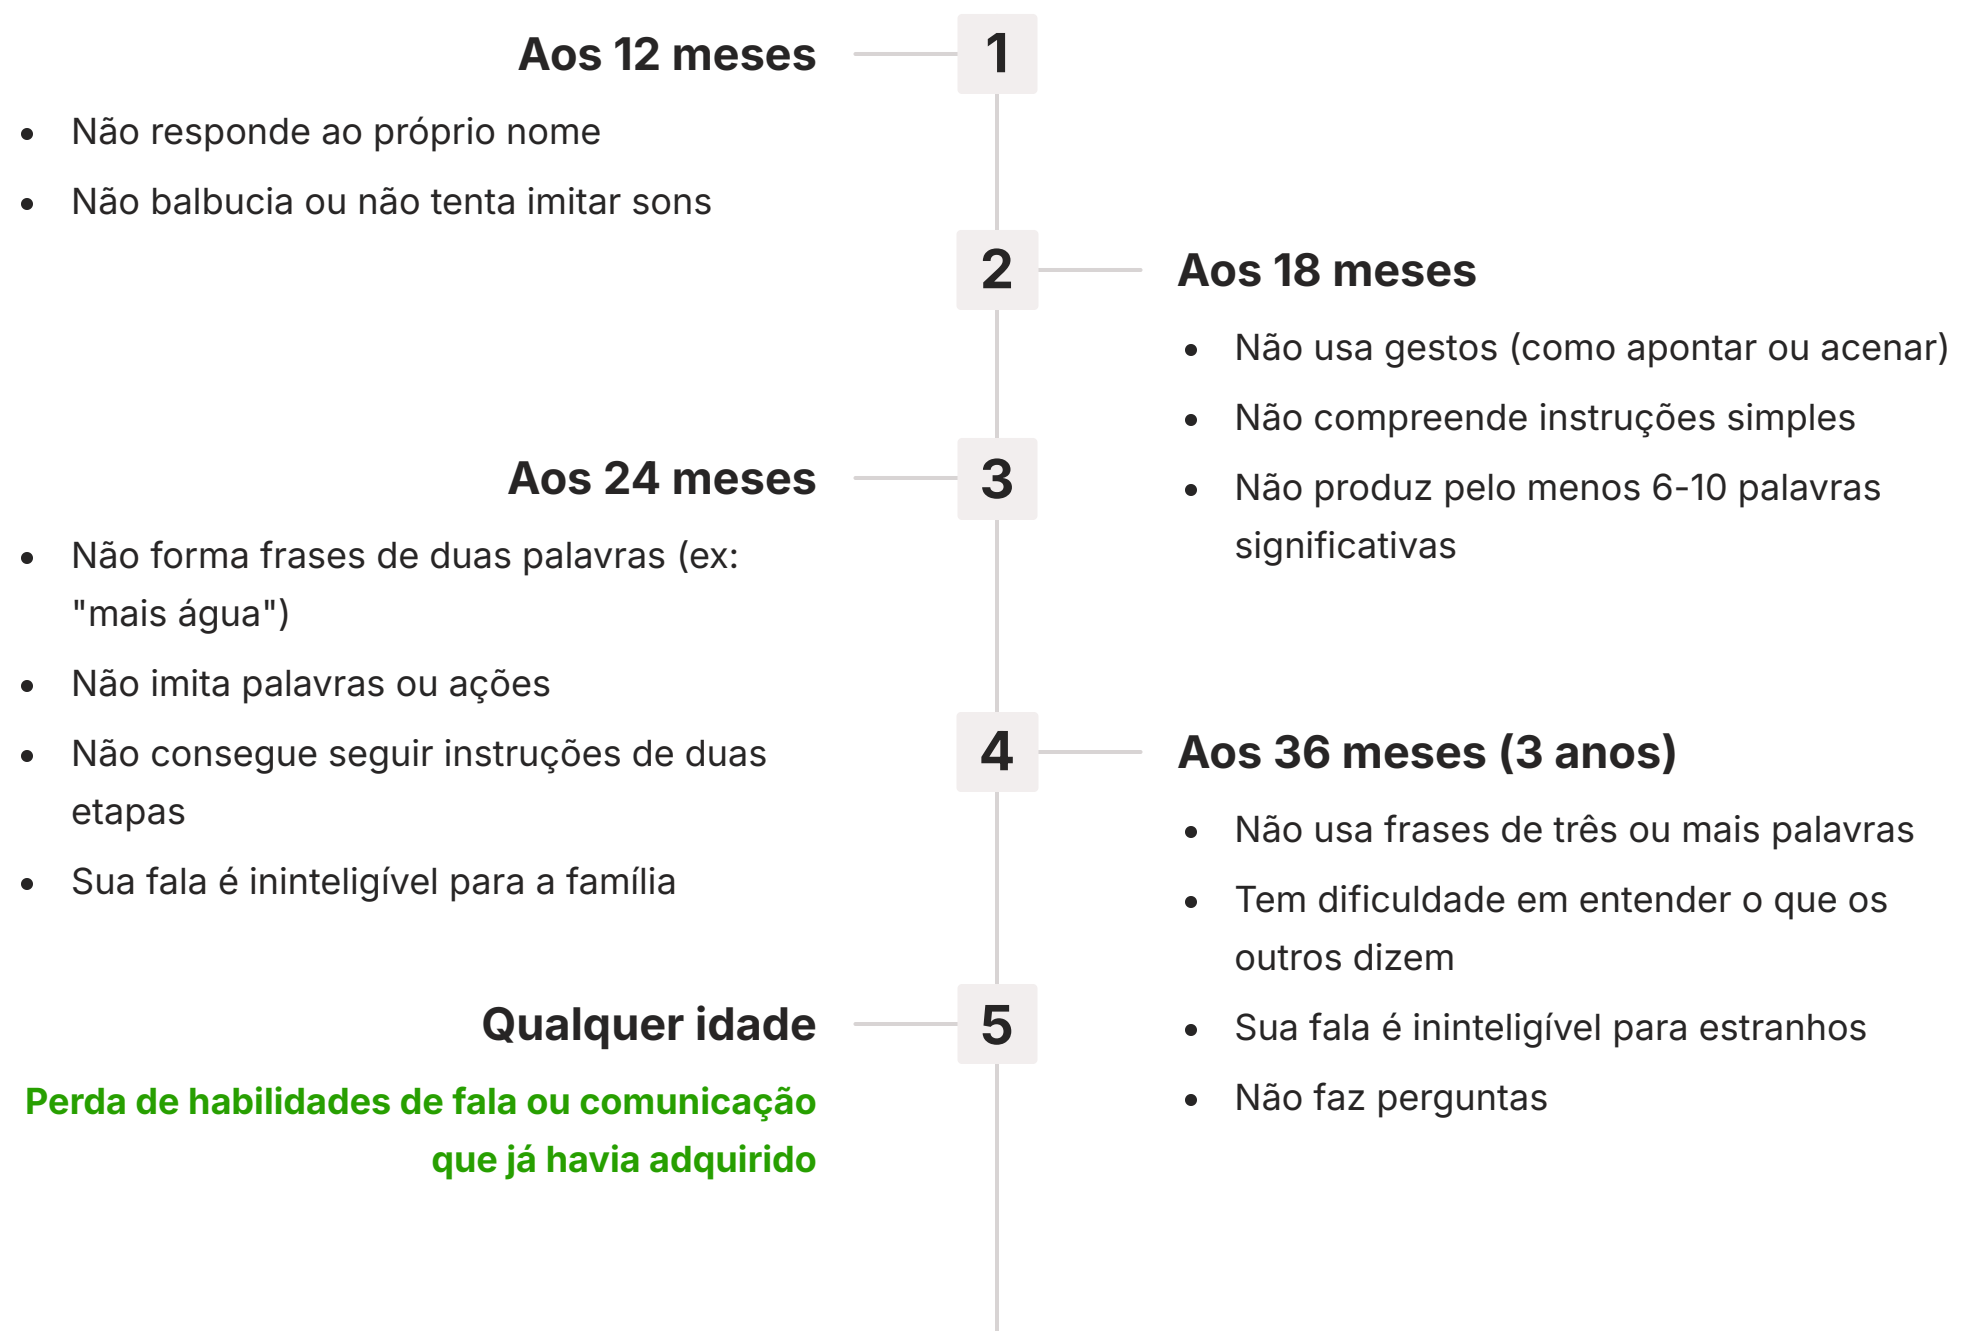 Aos 12 meses
1
Não responde ao próprio nome
Não balbucia ou não tenta imitar sons
2
Aos 18 meses
Não usa gestos (como apontar ou acenar)
Não compreende instruções simples
Não produz pelo menos 6-10 palavras
significativas
Aos 24 meses
3
Não forma frases de duas palavras (ex:
"mais água")
Não imita palavras ou ações
Não consegue seguir instruções de duas
etapas
Sua fala é ininteligível para a família
4
Aos 36 meses (3 anos)
Não usa frases de três ou mais palavras
Tem dificuldade em entender o que os
outros dizem
Sua fala é ininteligível para estranhos
Não faz perguntas
Qualquer idade
5
Perda de habilidades de fala ou comunicação
que já havia adquirido